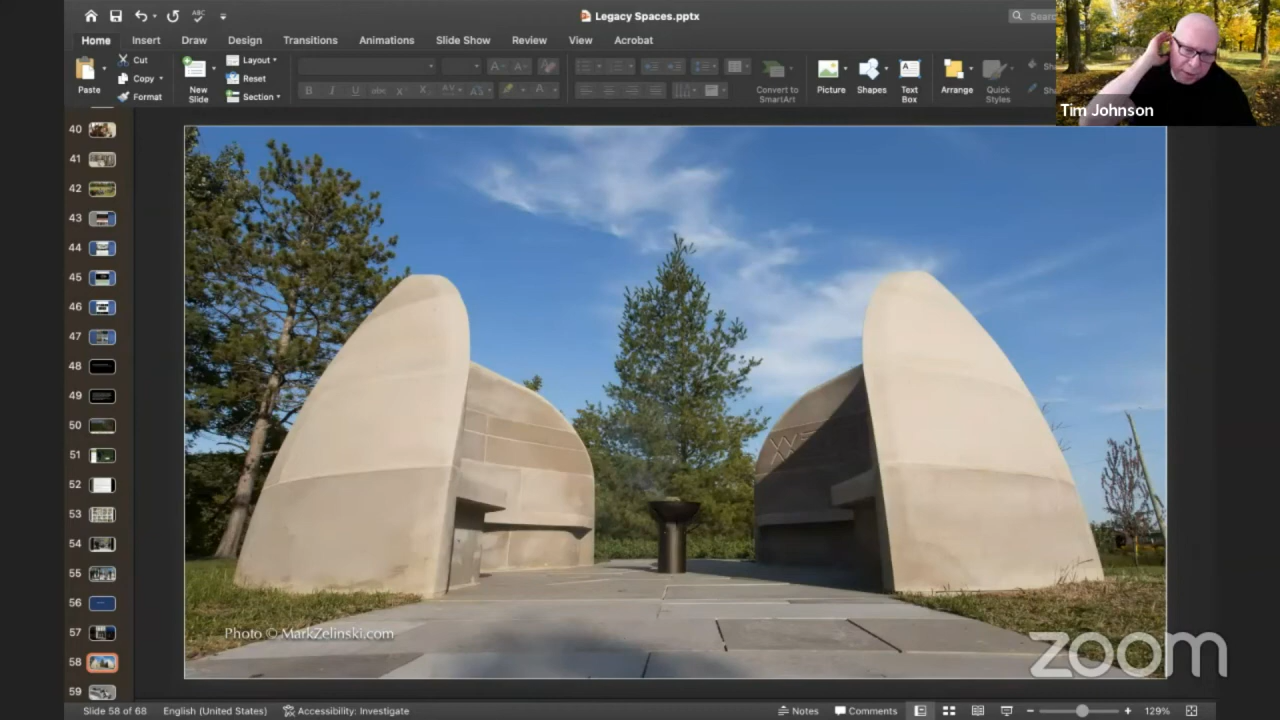 Legacy Spaces.pptx
Home Insert Draw Design Transitions Animations Slide Show Review View Acrobat
Paste
Cut
Copy
Format
New Slide
Layout
Reset
Section
Convert to SmartArt
Picture
Shapes
Text Box
Arrange
Quick Styles
Tim Johnson
40
41
42
43
44
45
46
47
48
49
50
51
52
53
54
55
56
57
58
59
Photo © MarkZelinski.com
zoom
Slide 58 of 68 English (United States) Accessibility: Investigate Notes Comments 129%